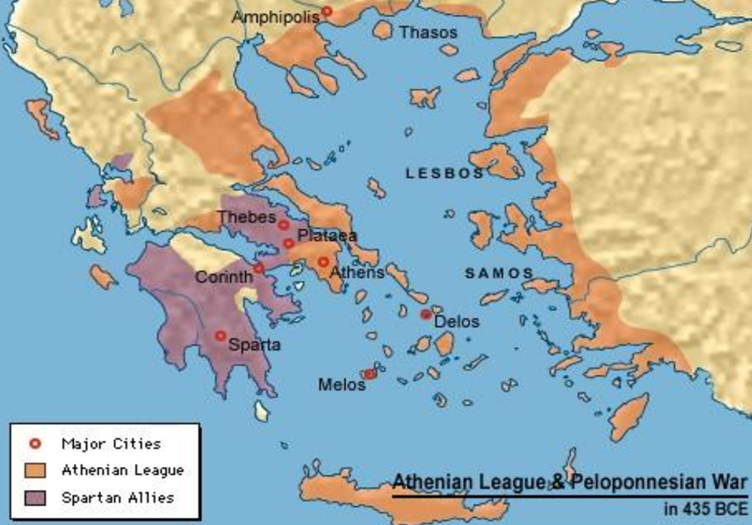 Amphipolis
Thasos
LESBOS
Thebes
Plataea
Athens
Corinth
SAMOS
Delos
Sparta
Melos
Major Cities
Athenian League
Spartan Allies
Athenian League & Peloponnesian War
in 435 BCE